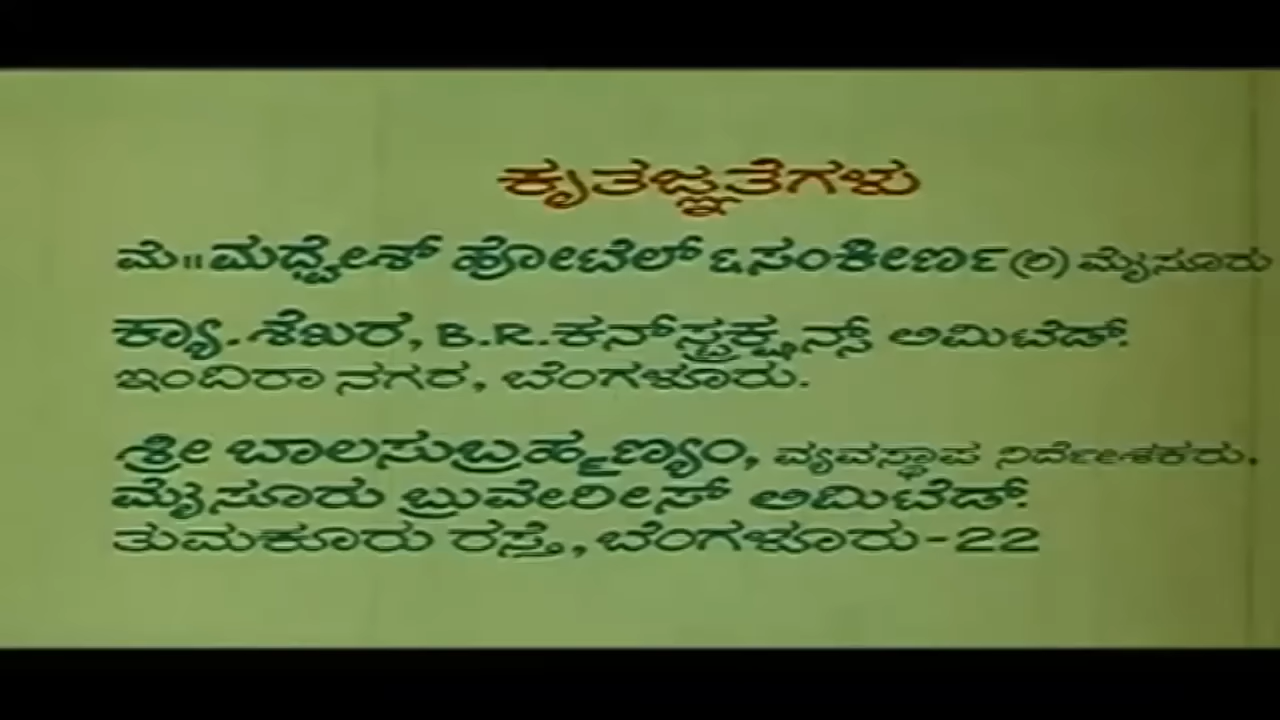 ಕೃತಜ್ಞತೆಗಳು
ಮೆ॥ ಮಧ್ವೇಶ್ ಹೋಟೆಲ್ & ಸಂಕೀರ್ಣ (ಲಿ) ಮೈಸೂರು
ಕ್ಯಾ. ಶೆಖರ, B.R. ಕನ್‌ಸ್ಟ್ರಕ್ಷನ್ಸ್ ಲಿಮಿಟೆಡ್.
ಇಂದಿರಾ ನಗರ, ಬೆಂಗಳೂರು.
ಶ್ರೀ ಬಾಲಸುಬ್ರಹ್ಮಣ್ಯಂ, ವ್ಯವಸ್ಥಾಪ ನಿರ್ದೇಶಕರು,
ಮೈಸೂರು ಬ್ರುವೇರೀಸ್ ಲಿಮಿಟೆಡ್.
ತುಮಕೂರು ರಸ್ತೆ, ಬೆಂಗಳೂರು-22